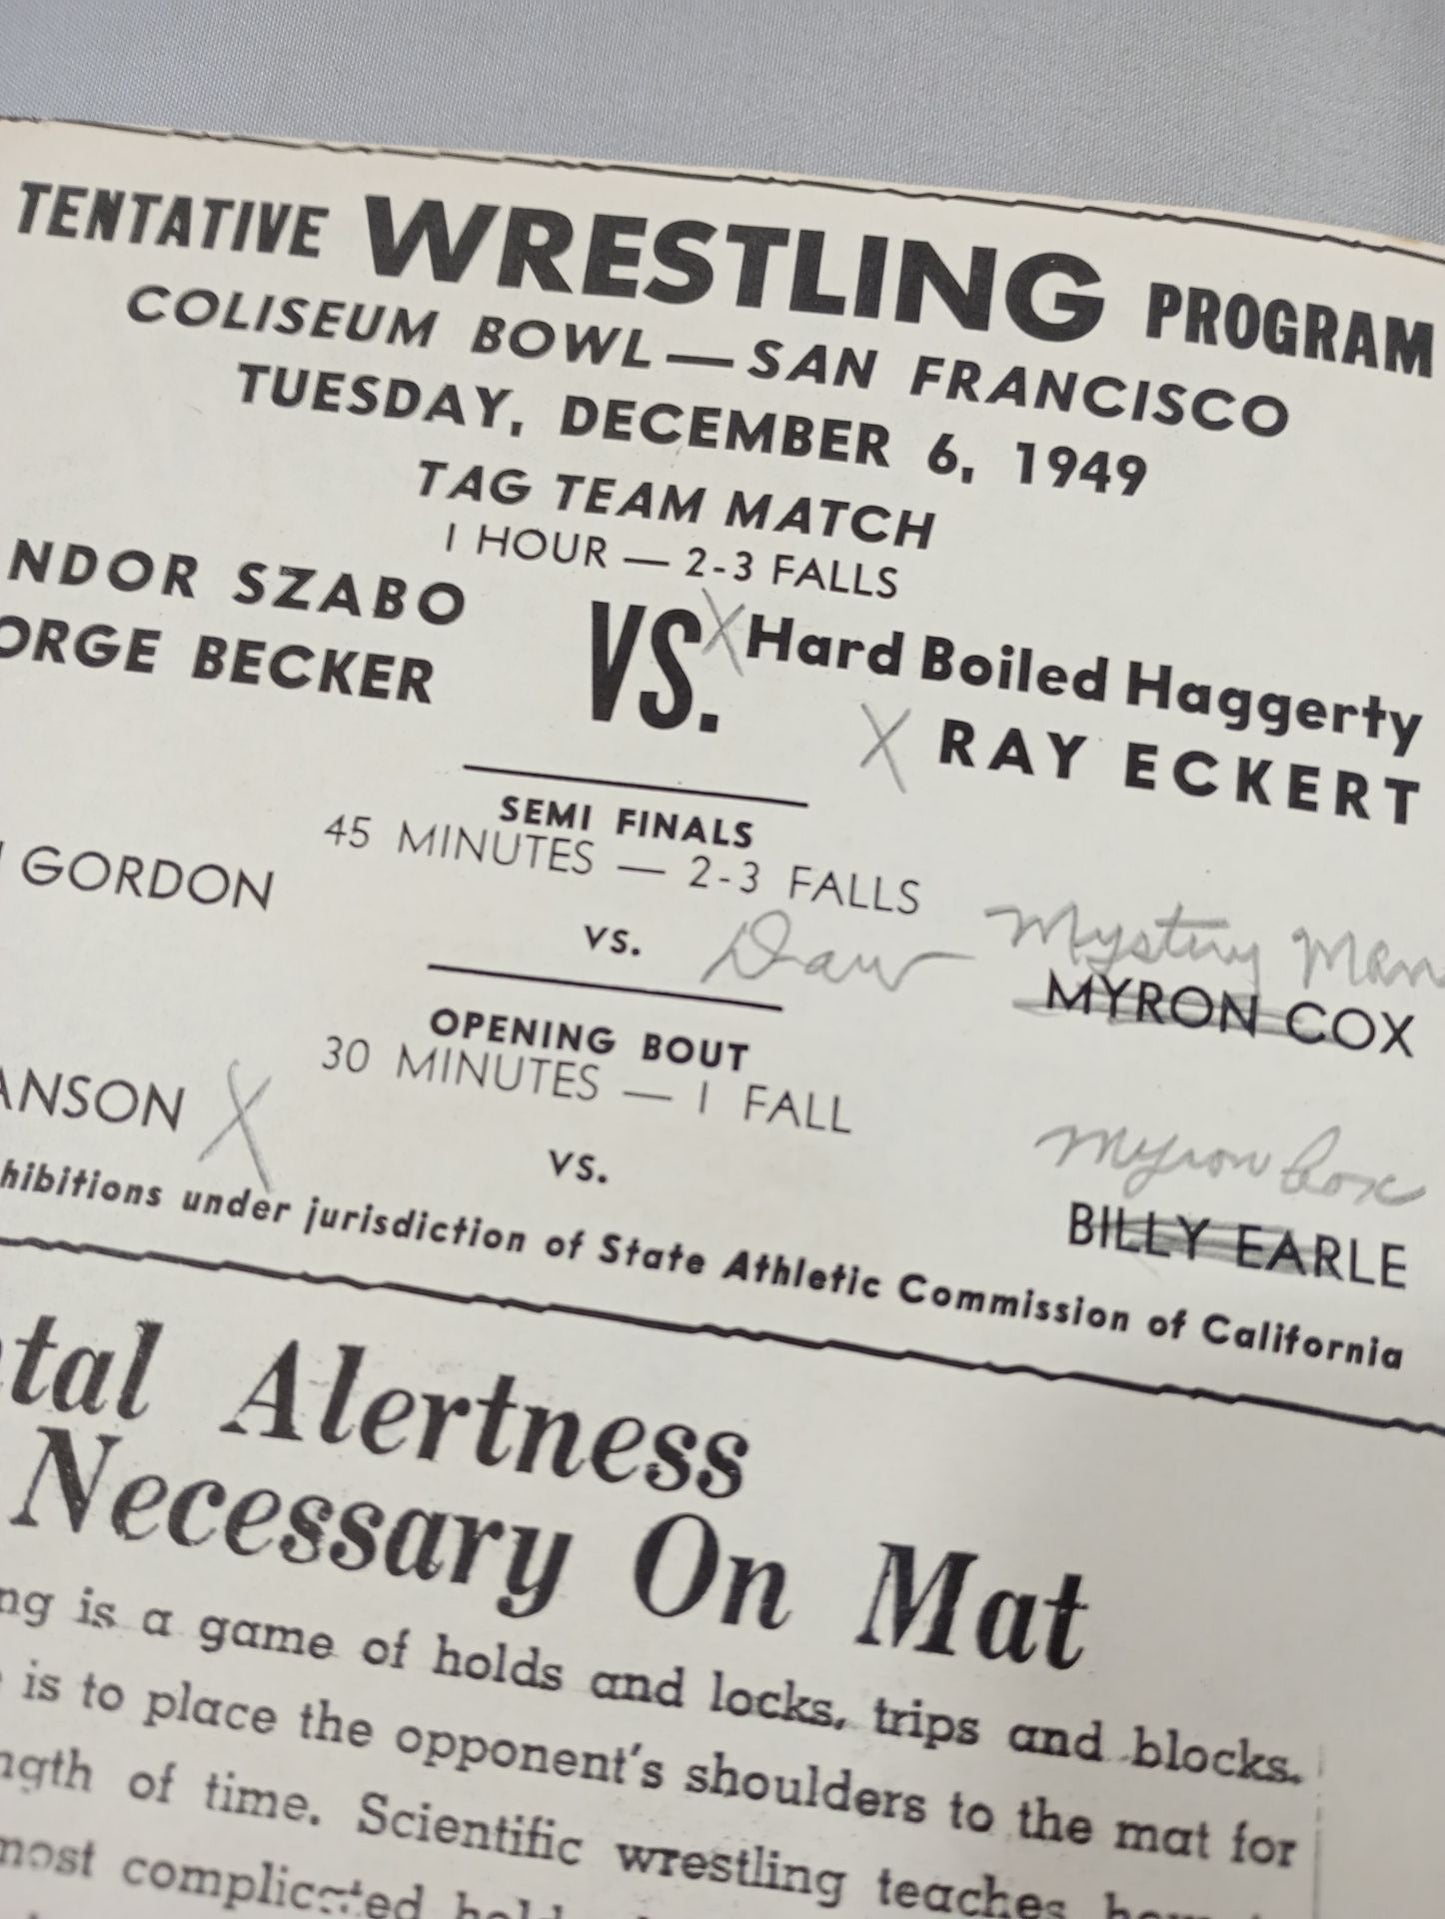 TENTATIVE WRESTLING PROGRAM
COLISEUM BOWL — SAN FRANCISCO
TUESDAY, DECEMBER 6, 1949
TAG TEAM MATCH
1 HOUR — 2-3 FALLS
NDOR SZABO
ORGE BECKER
VS.
X Hard Boiled Haggerty
X RAY ECKERT
SEMI FINALS
45 MINUTES — 2-3 FALLS
GORDON
vs.
Draw
Mystery Man
MYRON COX
OPENING BOUT
30 MINUTES — 1 FALL
ANSON X
vs.
Myron Cox
BILLY EARLE
hibitions under jurisdiction of State Athletic Commission of California
tal Alertness
Necessary On Mat
ng is a game of holds and locks, trips and blocks.
is to place the opponent's shoulders to the mat for
ngth of time. Scientific wrestling teaches
most complicated